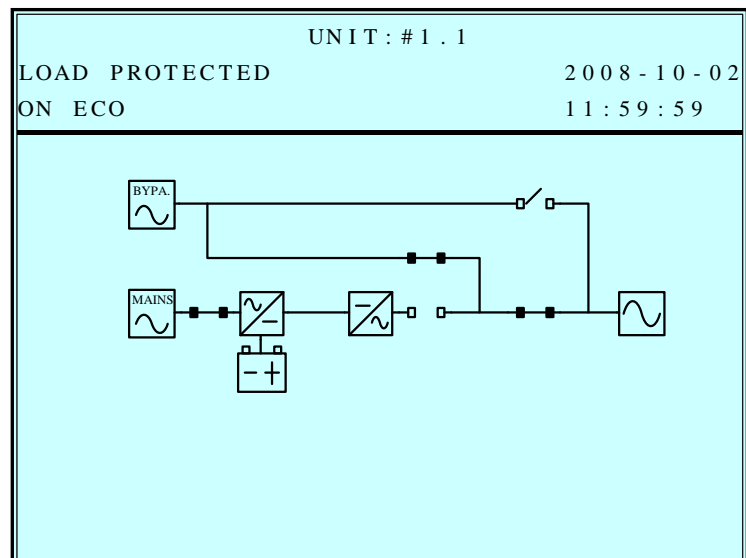 UNIT:#1.1
LOAD PROTECTED 2008-10-02
ON ECO 11:59:59
BYPA.
MAINS